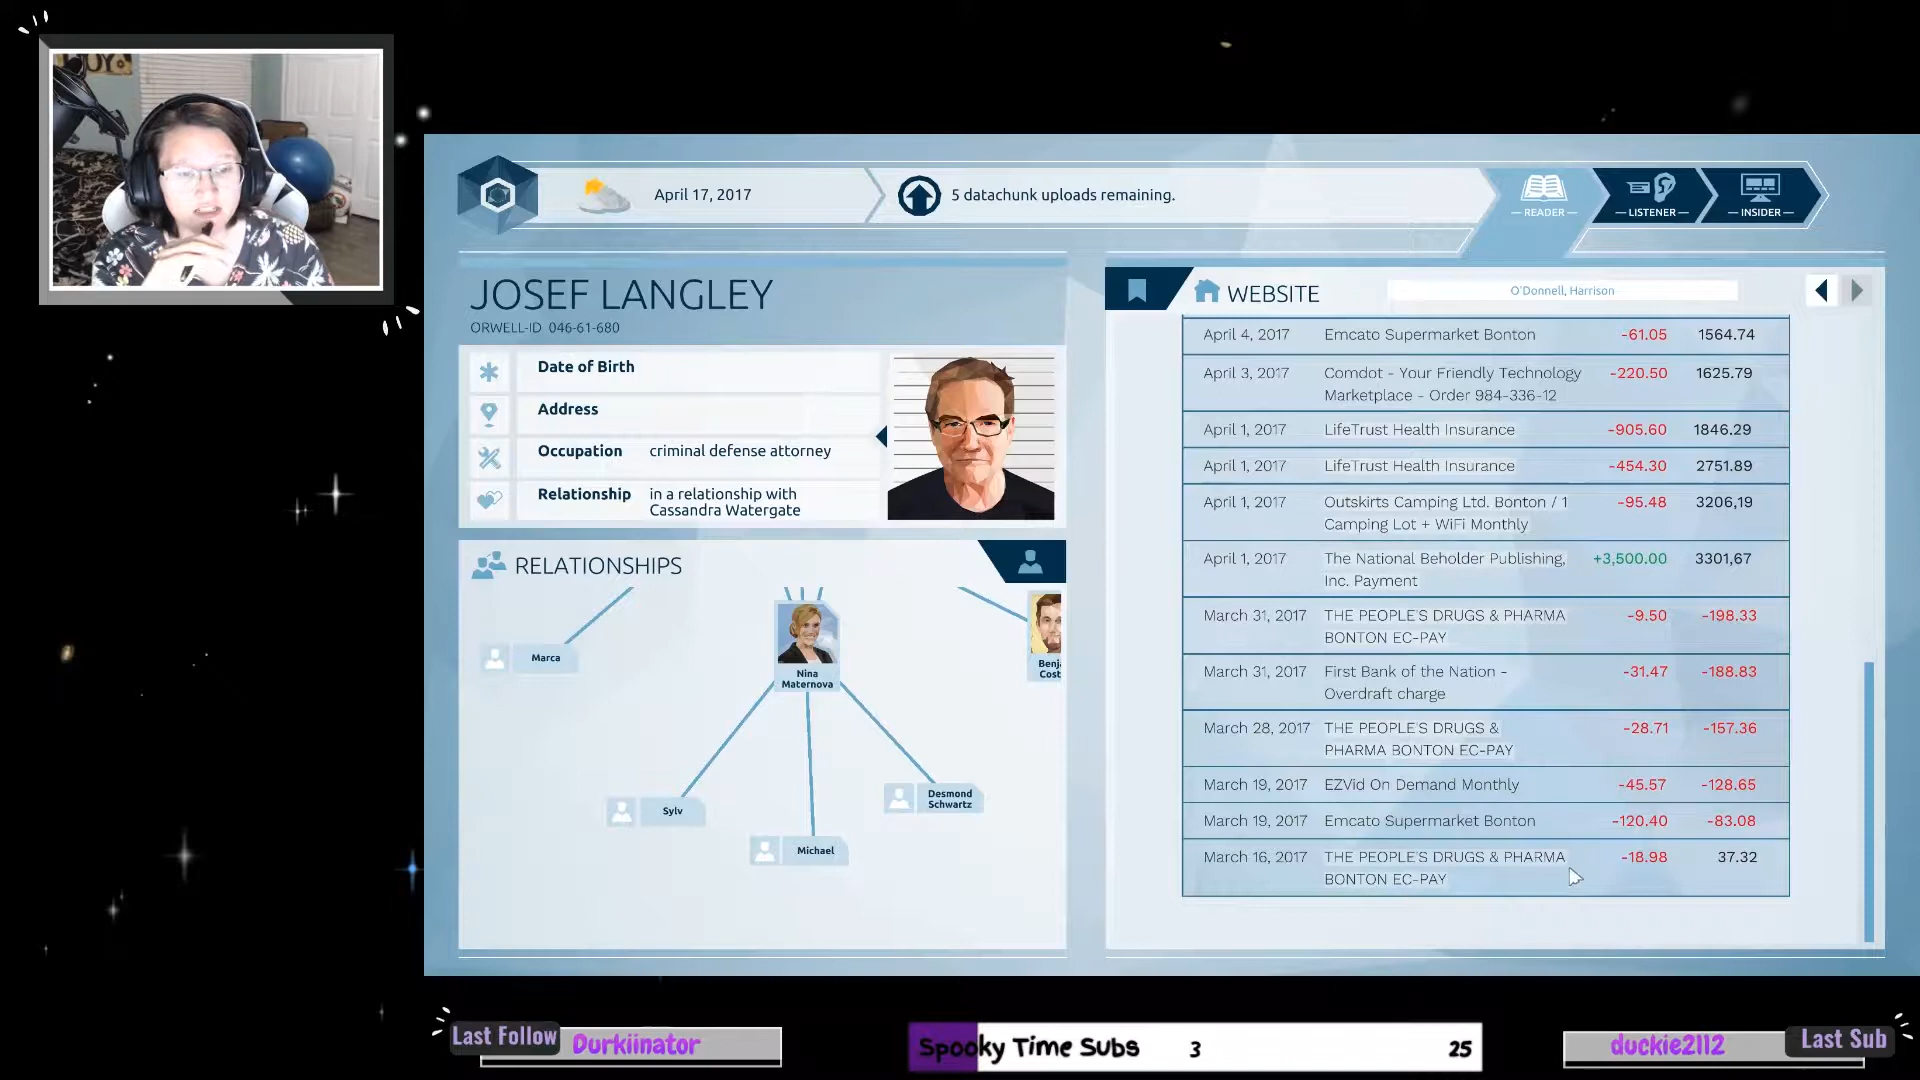 April 17, 2017
5 datachunk uploads remaining.
— READER —
— LISTENER —
— INSIDER —
JOSEF LANGLEY
ORWELL-ID 046-61-680
Date of Birth
Address
Occupation criminal defense attorney
Relationship in a relationship with
Cassandra Watergate
RELATIONSHIPS
Marca
Nina
Maternova
Benj
Cost
Sylv
Michael
Desmond
Schwartz
WEBSITE
O'Donnell, Harrison
April 4, 2017 Emcato Supermarket Bonton -61.05 1564.74
April 3, 2017 Comdot - Your Friendly Technology -220.50 1625.79
Marketplace - Order 984-336-12
April 1, 2017 LifeTrust Health Insurance -905.60 1846.29
April 1, 2017 LifeTrust Health Insurance -454.30 2751.89
April 1, 2017 Outskirts Camping Ltd. Bonton / 1 -95.48 3206,19
Camping Lot + WiFi Monthly
April 1, 2017 The National Beholder Publishing, +3,500.00 3301,67
Inc. Payment
March 31, 2017 THE PEOPLE'S DRUGS & PHARMA -9.50 -198.33
BONTON EC-PAY
March 31, 2017 First Bank of the Nation - -31.47 -188.83
Overdraft charge
March 28, 2017 THE PEOPLE'S DRUGS & -28.71 -157.36
PHARMA BONTON EC-PAY
March 19, 2017 EZVid On Demand Monthly -45.57 -128.65
March 19, 2017 Emcato Supermarket Bonton -120.40 -83.08
March 16, 2017 THE PEOPLE'S DRUGS & PHARMA -18.98 37.32
BONTON EC-PAY
Last Follow
Durkiinator
Spooky Time Subs 3 25
duckie2112
Last Sub